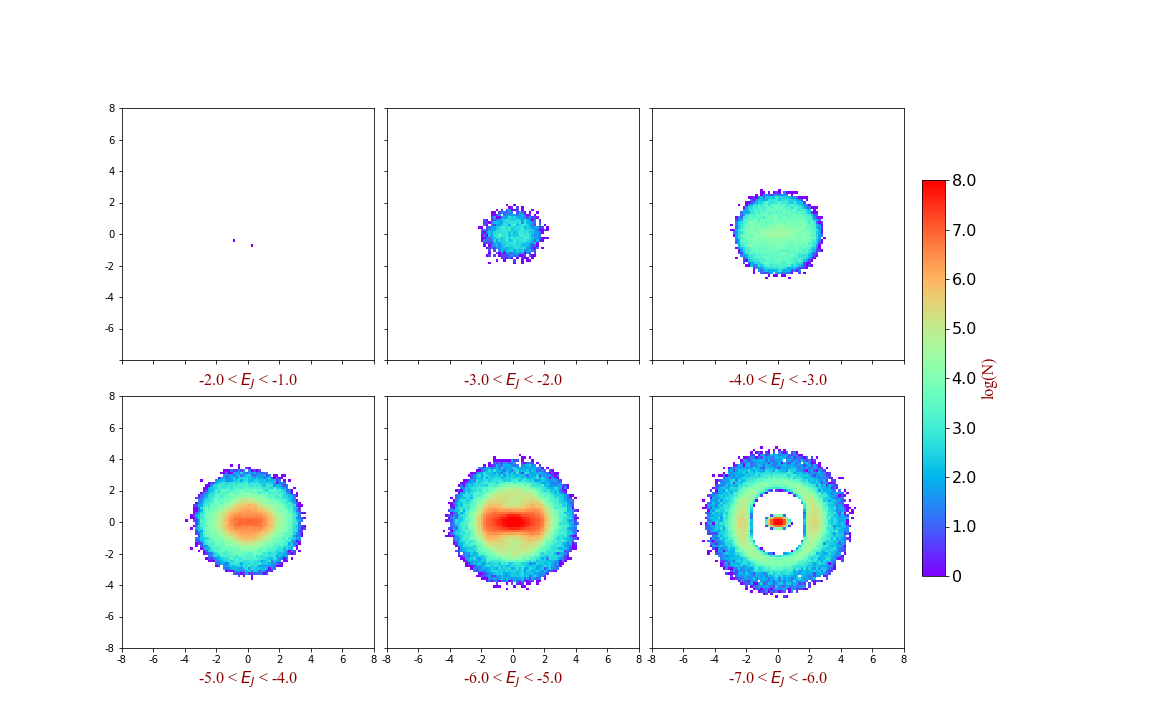 8
6
4
2
0
-2
-4
-6
-2.0 < E_J < -1.0
-3.0 < E_J < -2.0
-4.0 < E_J < -3.0
8
6
4
2
0
-2
-4
-6
-8
-8 -6 -4 -2 0 2 4 6 8
-8 -6 -4 -2 0 2 4 6 8
-8 -6 -4 -2 0 2 4 6 8
-5.0 < E_J < -4.0
-6.0 < E_J < -5.0
-7.0 < E_J < -6.0
8.0
7.0
6.0
5.0
4.0
3.0
2.0
1.0
0
log(N)